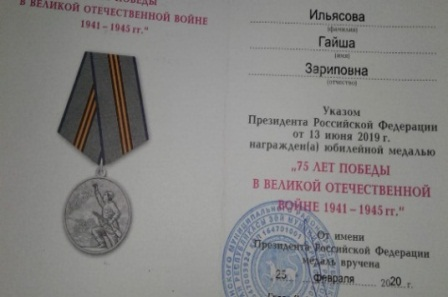 ПОБЕДЫ
В ВЕЛИКОЙ ОТЕЧЕСТВЕННОЙ ВОЙНЕ
1941–1945 гг."
Ильясова
(фамилия)
Гайша
(имя)
Зариповна
(отчество)
Указом
Президента Российской Федерации
от 13 июня 2019 г.
награжден(а) юбилейной медалью
„75 ЛЕТ ПОБЕДЫ
В ВЕЛИКОЙ ОТЕЧЕСТВЕННОЙ
ВОЙНЕ 1941–1945 гг."
От имени
Президента Российской Федерации
медаль вручена
„25 февраля 2020 г.